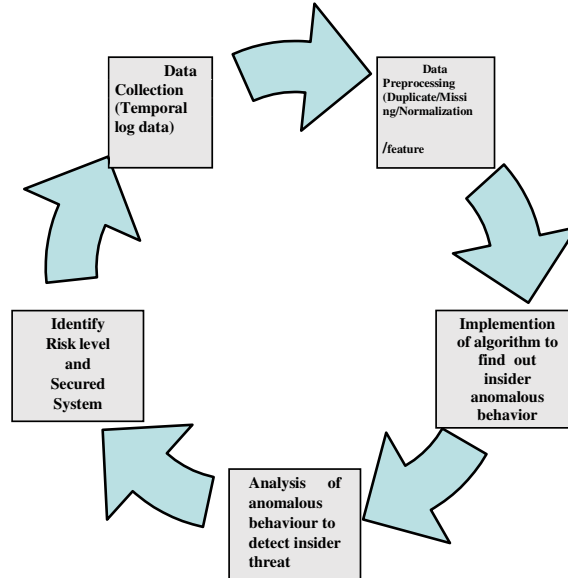 Data
Collection
(Temporal
log data)
Data
Preprocessing
(Duplicate/Missi
ng/Normalization
/feature
Implemention
of algorithm to
find out
insider
anomalous
behavior
Analysis of
anomalous
behaviour to
detect insider
threat
Identify
Risk level
and
Secured
System